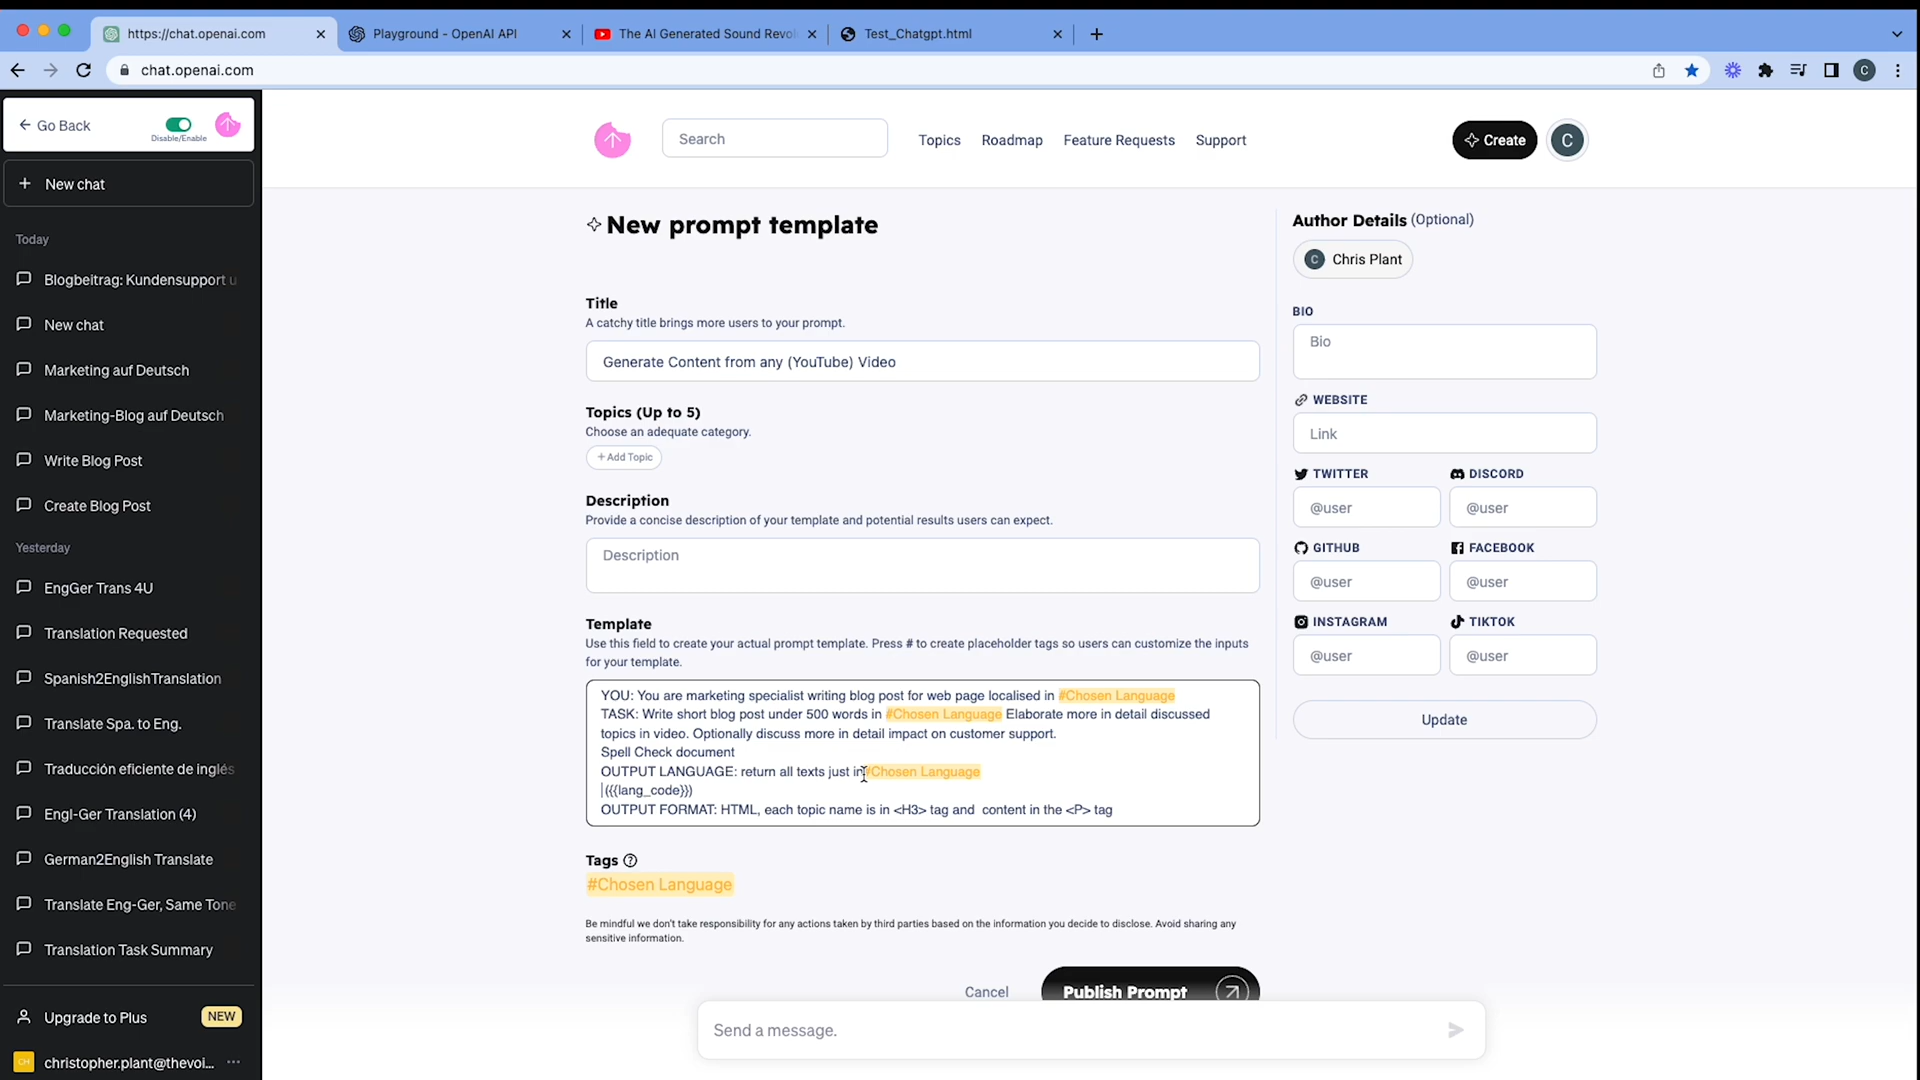 https://chat.openai.com
Playground - OpenAI API
The AI Generated Sound Revo
Test_Chatgpt.html
chat.openai.com
C
Go Back
Disable/Enable
New chat
Today
Blogbeitrag: Kundensupport u
New chat
Marketing auf Deutsch
Marketing-Blog auf Deutsch
Write Blog Post
Create Blog Post
Yesterday
EngGer Trans 4U
Translation Requested
Spanish2EnglishTranslation
Translate Spa. to Eng.
Traducción eficiente de inglés
Engl-Ger Translation (4)
German2English Translate
Translate Eng-Ger, Same Tone
Translation Task Summary
Upgrade to Plus
NEW
CH
christopher.plant@thevoi...
Search
Topics
Roadmap
Feature Requests
Support
Create
C
New prompt template
Title
A catchy title brings more users to your prompt.
Generate Content from any (YouTube) Video
Topics (Up to 5)
Choose an adequate category.
+ Add Topic
Description
Provide a concise description of your template and potential results users can expect.
Description
Template
Use this field to create your actual prompt template. Press # to create placeholder tags so users can customize the inputs
for your template.
YOU: You are marketing specialist writing blog post for web page localised in #Chosen Language
TASK: Write short blog post under 500 words in #Chosen Language Elaborate more in detail discussed
topics in video. Optionally discuss more in detail impact on customer support.
Spell Check document
OUTPUT LANGUAGE: return all texts just in#Chosen Language
({{{lang_code}}})
OUTPUT FORMAT: HTML, each topic name is in <H3> tag and  content in the <P> tag
Tags ?
#Chosen Language
Be mindful we don't take responsibility for any actions taken by third parties based on the information you decide to disclose. Avoid sharing any
sensitive information.
Cancel
Publish Prompt
Send a message.
Author Details (Optional)
C Chris Plant
BIO
Bio
WEBSITE
Link
TWITTER
DISCORD
@user
@user
GITHUB
FACEBOOK
@user
@user
INSTAGRAM
TIKTOK
@user
@user
Update